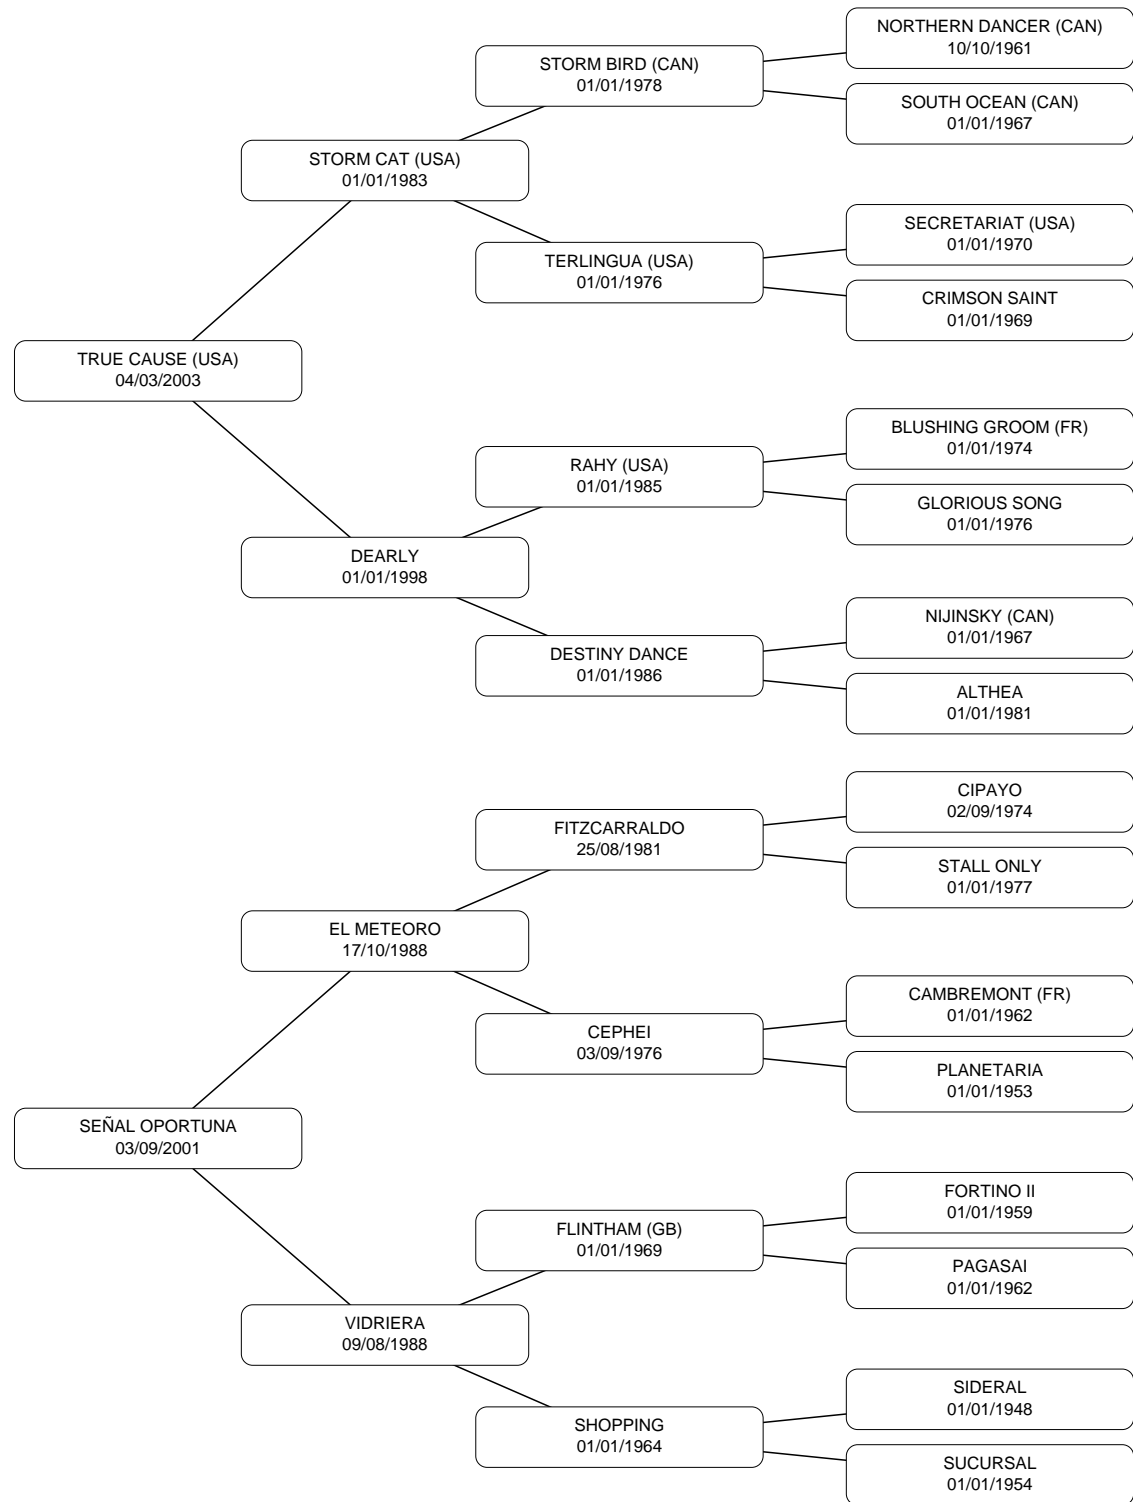 NORTHERN DANCER (CAN)
10/10/1961
STORM BIRD (CAN)
01/01/1978
SOUTH OCEAN (CAN)
01/01/1967
STORM CAT (USA)
01/01/1983
SECRETARIAT (USA)
01/01/1970
TERLINGUA (USA)
01/01/1976
CRIMSON SAINT
01/01/1969
TRUE CAUSE (USA)
04/03/2003
BLUSHING GROOM (FR)
01/01/1974
RAHY (USA)
01/01/1985
GLORIOUS SONG
01/01/1976
DEARLY
01/01/1998
NIJINSKY (CAN)
01/01/1967
DESTINY DANCE
01/01/1986
ALTHEA
01/01/1981
CIPAYO
02/09/1974
FITZCARRALDO
25/08/1981
STALL ONLY
01/01/1977
EL METEORO
17/10/1988
CAMBREMONT (FR)
01/01/1962
CEPHEI
03/09/1976
PLANETARIA
01/01/1953
SEÑAL OPORTUNA
03/09/2001
FORTINO II
01/01/1959
FLINTHAM (GB)
01/01/1969
PAGASAI
01/01/1962
VIDRIERA
09/08/1988
SIDERAL
01/01/1948
SHOPPING
01/01/1964
SUCURSAL
01/01/1954